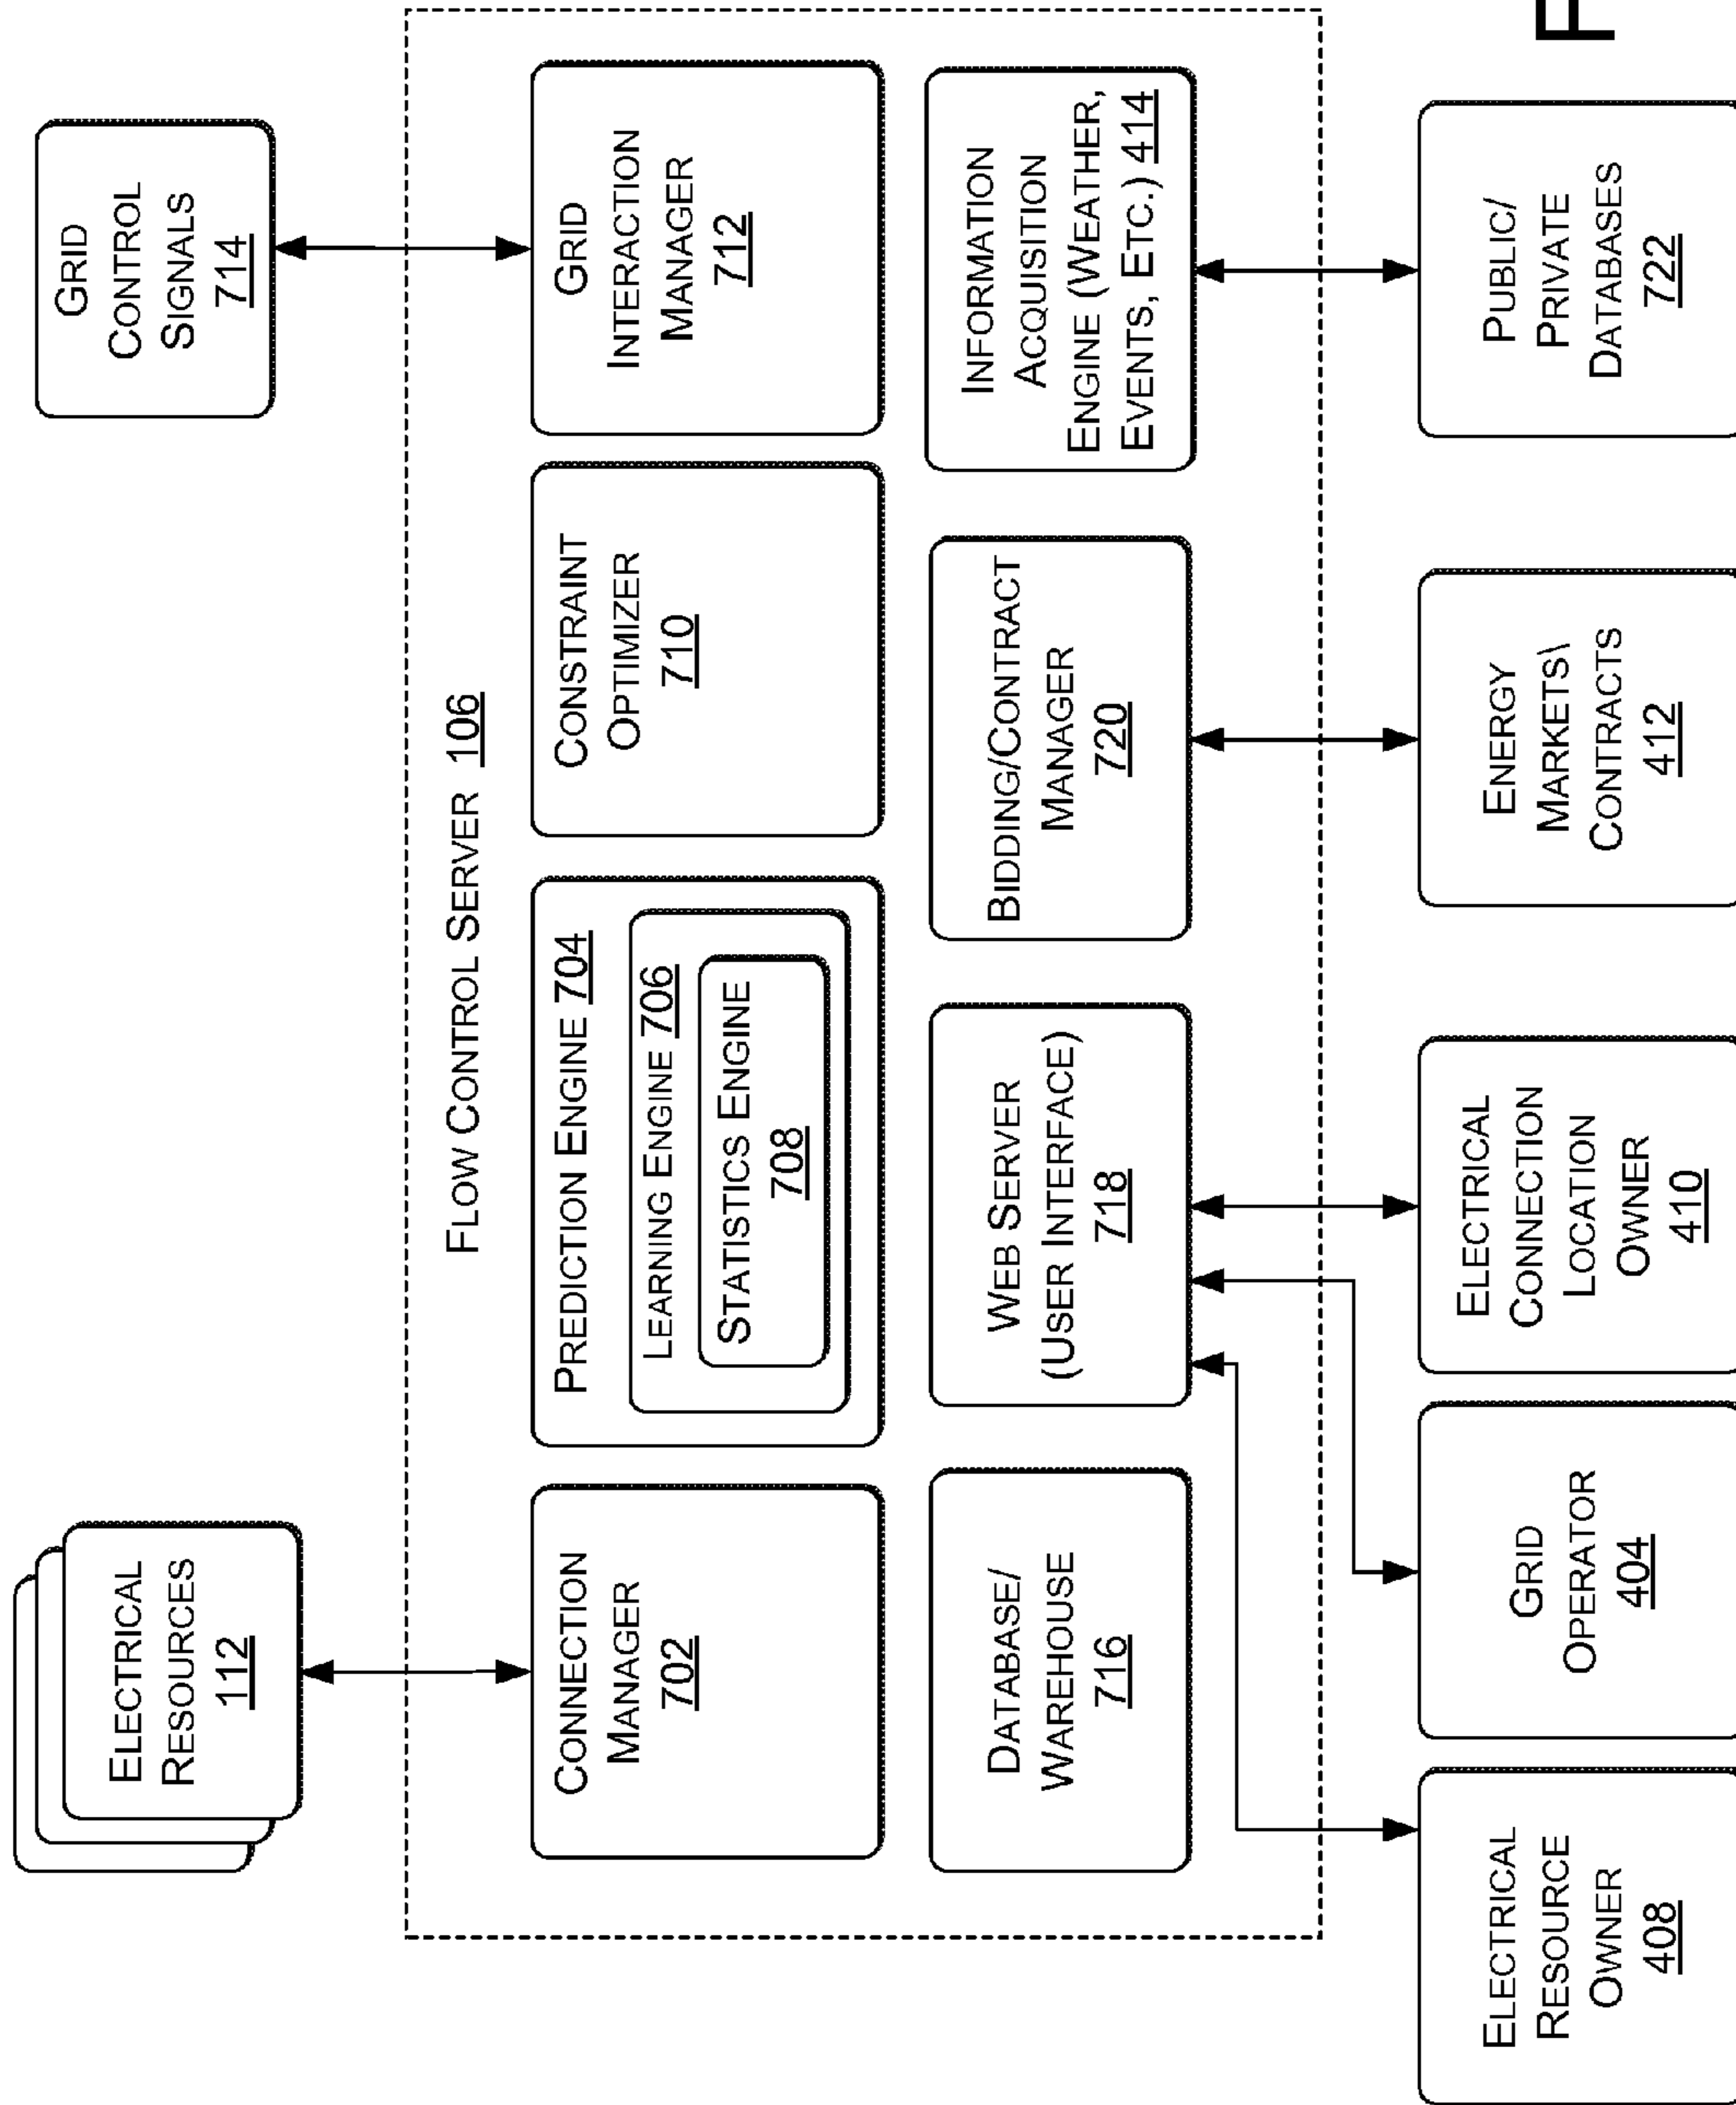 ELECTRICAL
RESOURCES
112
GRID
CONTROL
SIGNALS
714
FLOW CONTROL SERVER 106
CONNECTION
MANAGER
702
PREDICTION ENGINE 704
LEARNING ENGINE 706
STATISTICS ENGINE
708
CONSTRAINT
OPTIMIZER
710
GRID
INTERACTION
MANAGER
712
DATABASE/
WAREHOUSE
716
WEB SERVER
(USER INTERFACE)
718
BIDDING/CONTRACT
MANAGER
720
INFORMATION
ACQUISITION
ENGINE (WEATHER,
EVENTS, ETC.) 414
ELECTRICAL
RESOURCE
OWNER
408
GRID
OPERATOR
404
ELECTRICAL
CONNECTION
LOCATION
OWNER
410
ENERGY
MARKETS\
CONTRACTS
412
PUBLIC/
PRIVATE
DATABASES
722